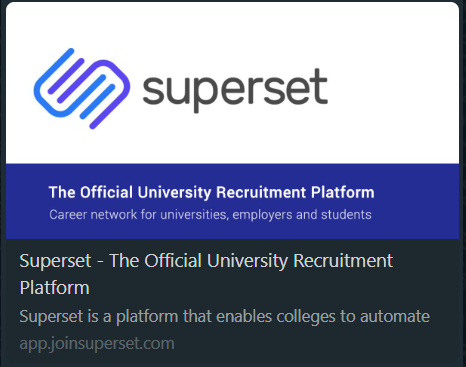 superset
The Official University Recruitment Platform
Career network for universities, employers and students
Superset - The Official University Recruitment
Platform
Superset is a platform that enables colleges to automate
app.joinsuperset.com